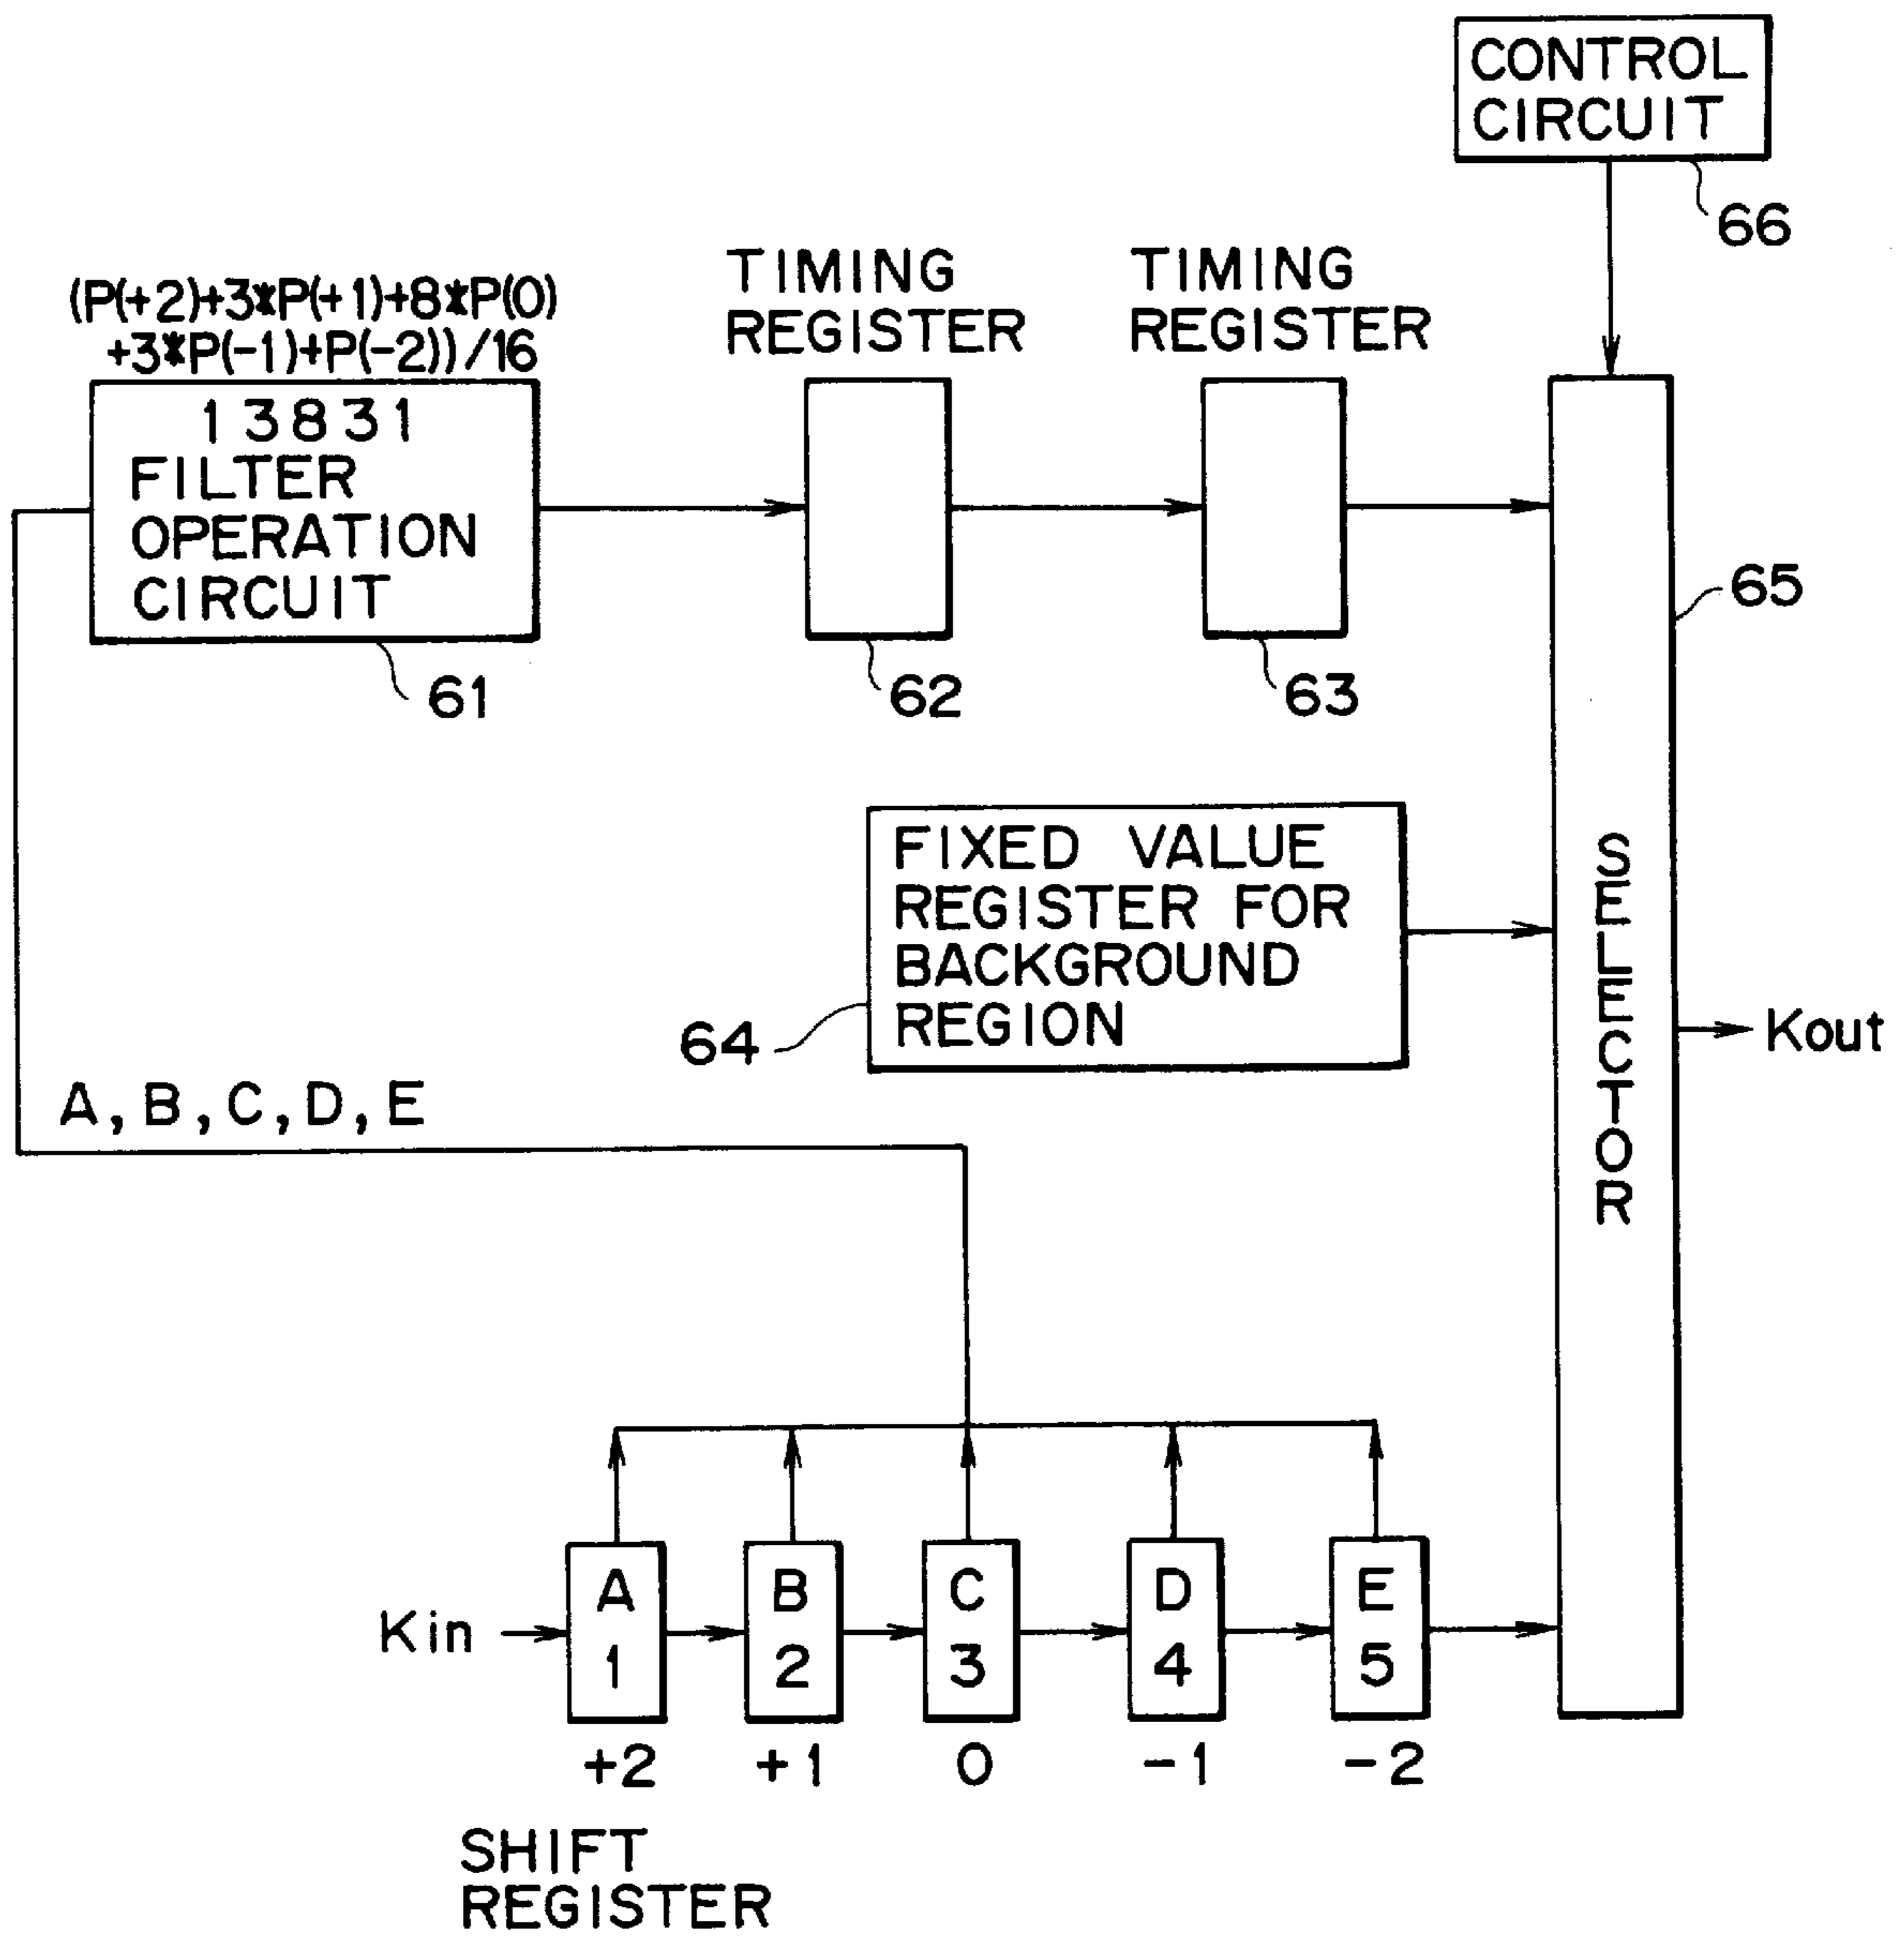 CONTROL
CIRCUIT
66
(P(+2)+3*P(+1)+8*P(0)
+3*P(-1)+P(-2))/16
TIMING
REGISTER
TIMING
REGISTER
13831
FILTER
OPERATION
CIRCUIT
61
62
63
65
FIXED VALUE
REGISTER FOR
BACKGROUND
REGION
64
SELECTOR
Kout
A, B, C, D, E
Kin
A
1
B
2
C
3
D
4
E
5
+2
+1
0
-1
-2
SHIFT
REGISTER